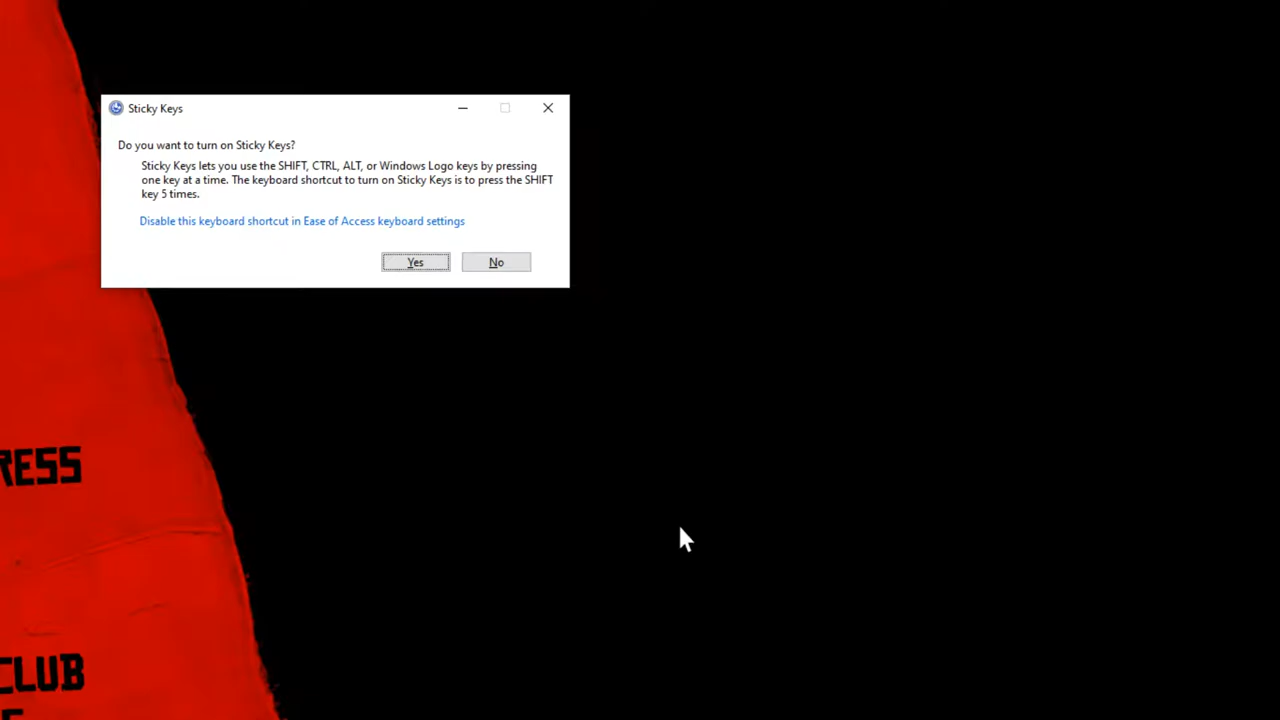 Sticky Keys
Do you want to turn on Sticky Keys?
Sticky Keys lets you use the SHIFT, CTRL, ALT, or Windows Logo keys by pressing
one key at a time. The keyboard shortcut to turn on Sticky Keys is to press the SHIFT
key 5 times.
Disable this keyboard shortcut in Ease of Access keyboard settings
Yes No
RESS
CLUB